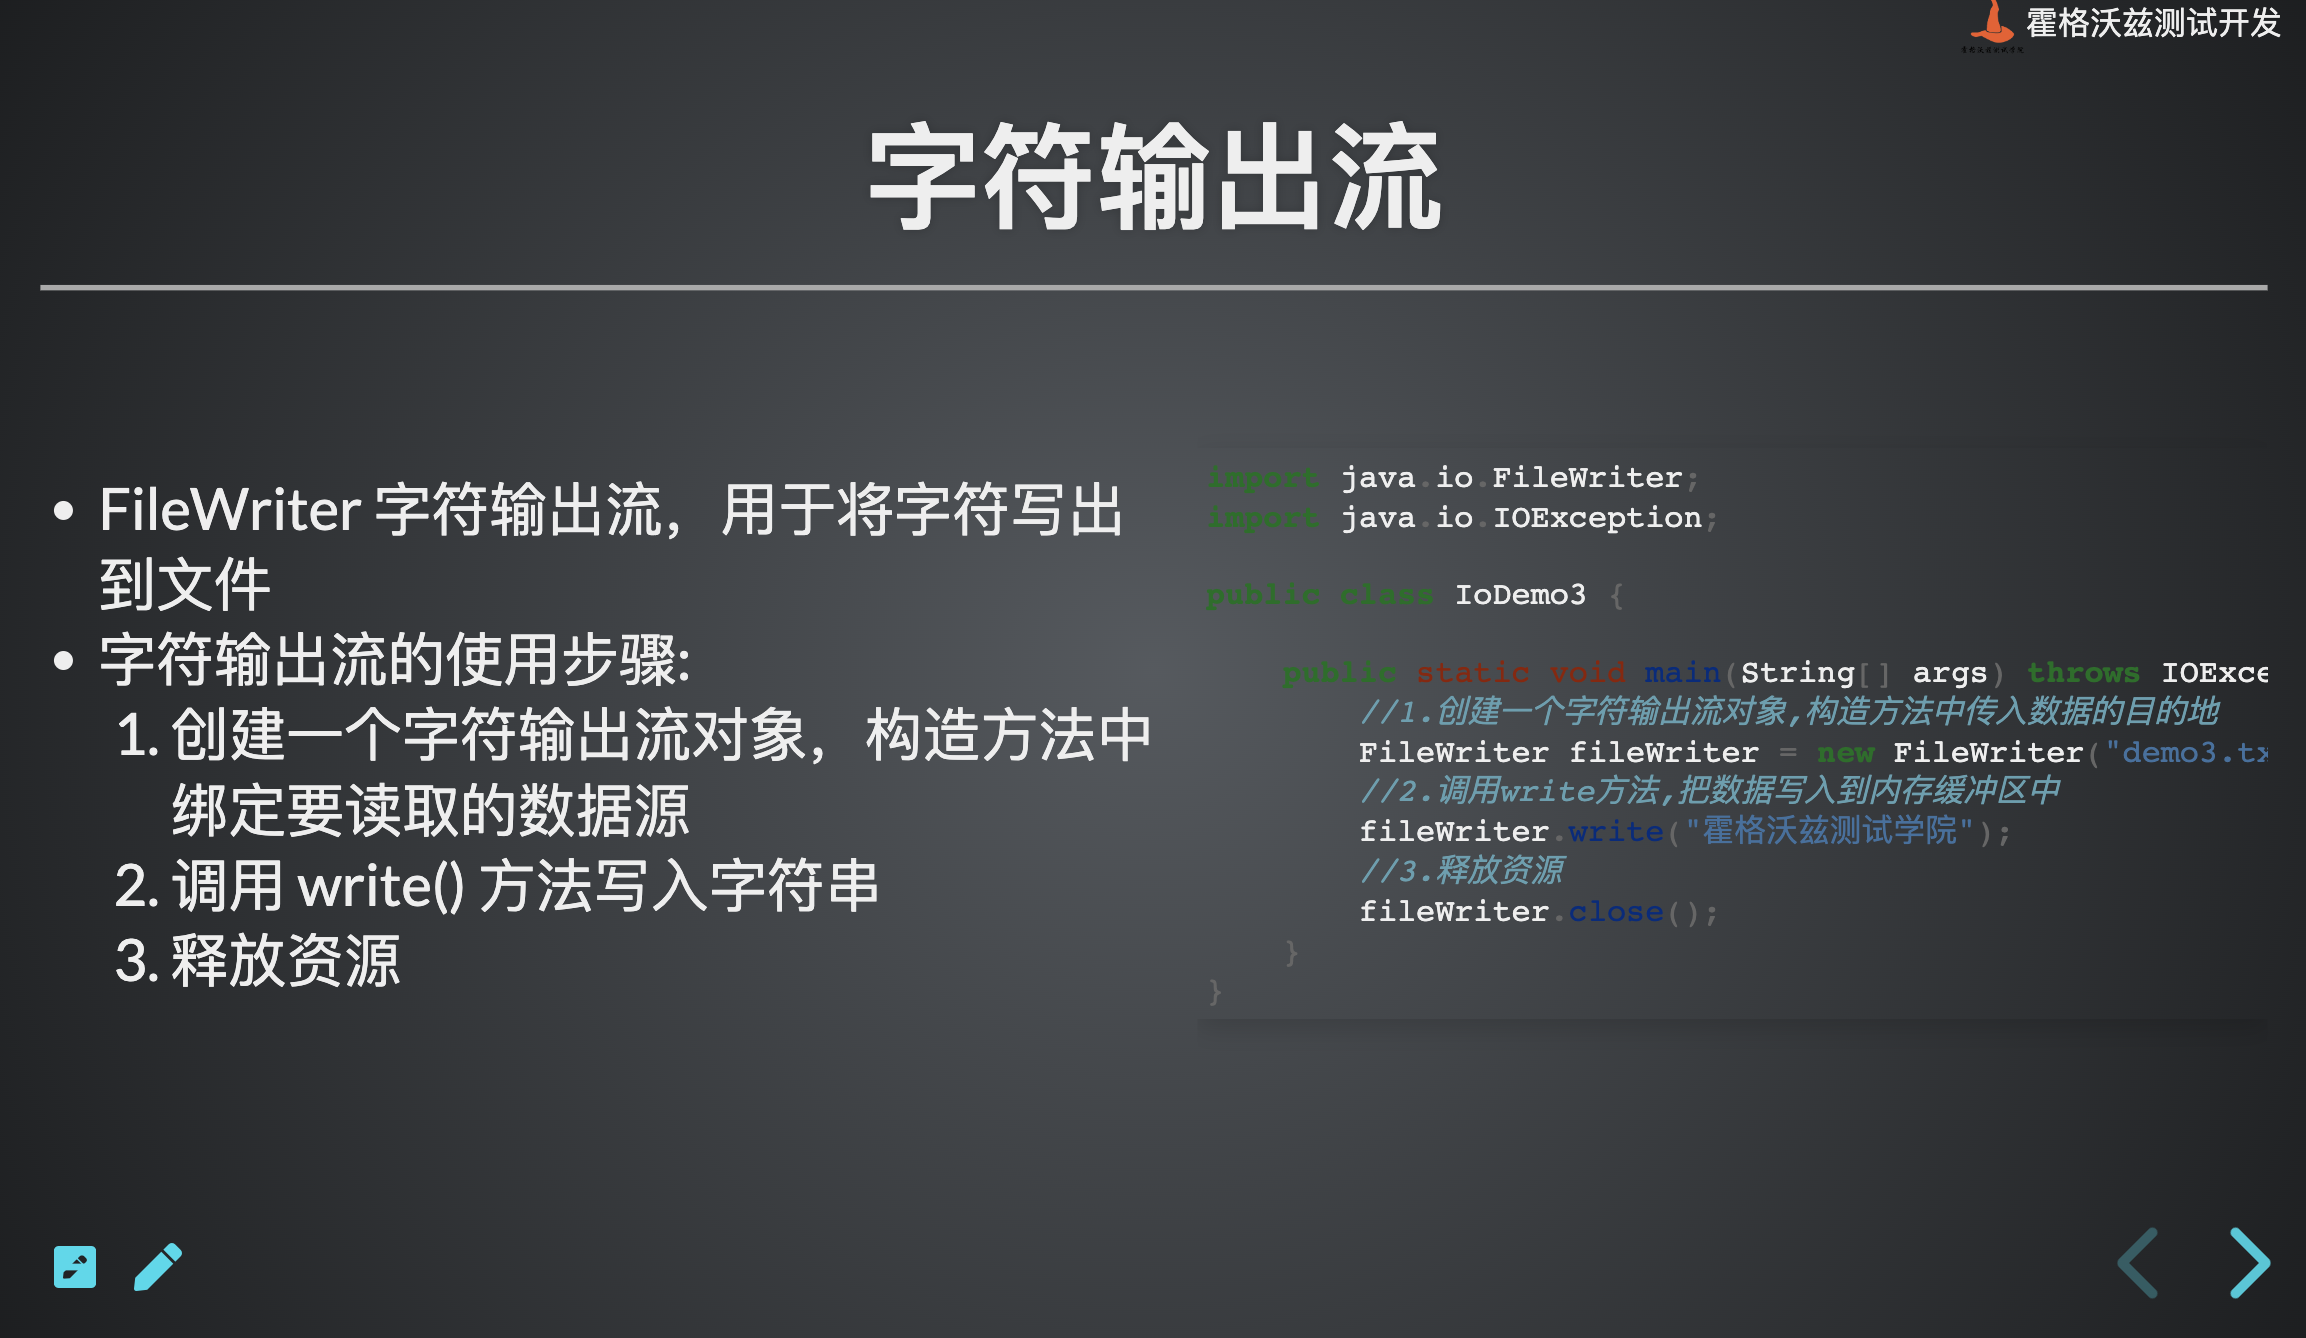 霍格沃兹测试开发
字符输出流
FileWriter 字符输出流，用于将字符写出
到文件
字符输出流的使用步骤:
1. 创建一个字符输出流对象，构造方法中
绑定要读取的数据源
2. 调用 write() 方法写入字符串
3. 释放资源
import java.io.FileWriter;
import java.io.IOException;
public class IoDemo3 {
public static void main(String[] args) throws IOExce
//1.创建一个字符输出流对象,构造方法中传入数据的目的地
FileWriter fileWriter = new FileWriter("demo3.tx
//2.调用write方法,把数据写入到内存缓冲区中
fileWriter.write("霍格沃兹测试学院");
//3.释放资源
fileWriter.close();
}
}